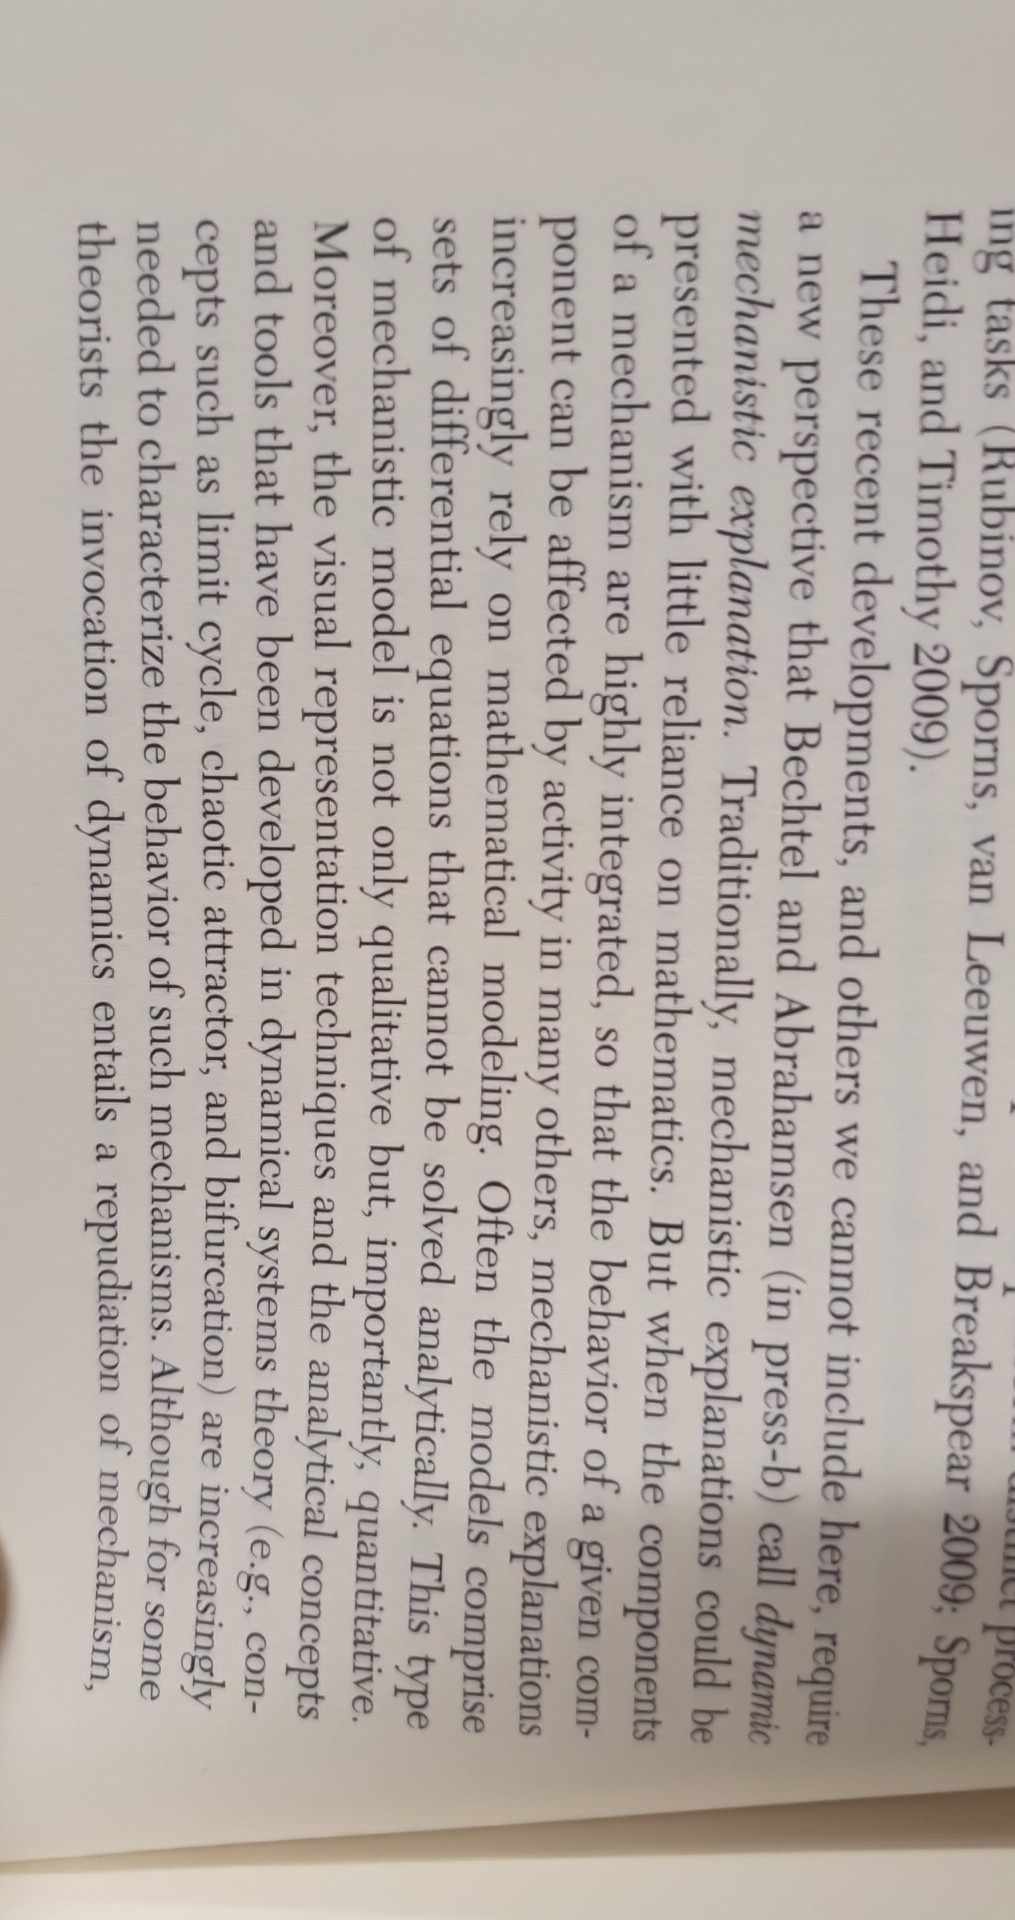 ing tasks (Rubinov, Sporns, van Leeuwen, and Breakspear 2009; Sporns,
Heidi, and Timothy 2009).
These recent developments, and others we cannot include here, require
a new perspective that Bechtel and Abrahamsen (in press-b) call dynamic
mechanistic explanation. Traditionally, mechanistic explanations could be
presented with little reliance on mathematics. But when the components
of a mechanism are highly integrated, so that the behavior of a given com-
ponent can be affected by activity in many others, mechanistic explanations
increasingly rely on mathematical modeling. Often the models comprise
sets of differential equations that cannot be solved analytically. This type
of mechanistic model is not only qualitative but, importantly, quantitative.
Moreover, the visual representation techniques and the analytical concepts
and tools that have been developed in dynamical systems theory (e.g., con-
cepts such as limit cycle, chaotic attractor, and bifurcation) are increasingly
needed to characterize the behavior of such mechanisms. Although for some
theorists the invocation of dynamics entails a repudiation of mechanism,